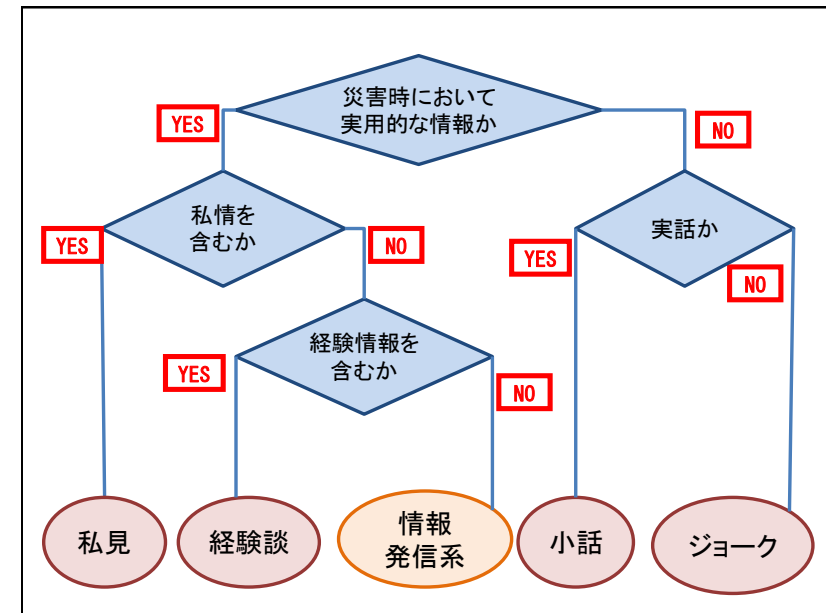 災害時において
実用的な情報か
YES
NO
私情を
含むか
実話か
YES
NO
YES
NO
経験情報を
含むか
YES
NO
私見
経験談
情報
発信系
小話
ジョーク